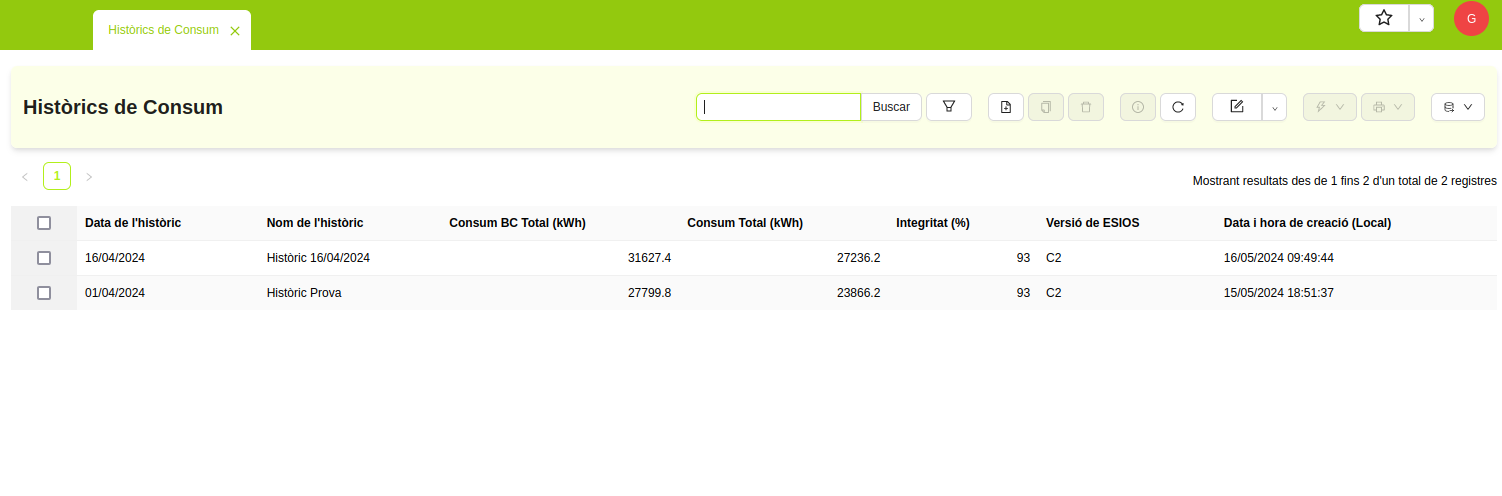 Històrics de Consum
G
Històrics de Consum
Buscar
1
Mostrant resultats des de 1 fins 2 d'un total de 2 registres
Data de l'històric Nom de l'històric Consum BC Total (kWh) Consum Total (kWh) Integritat (%) Versió de ESIOS Data i hora de creació (Local)
16/04/2024 Històric 16/04/2024 31627.4 27236.2 93 C2 16/05/2024 09:49:44
01/04/2024 Històric Prova 27799.8 23866.2 93 C2 15/05/2024 18:51:37